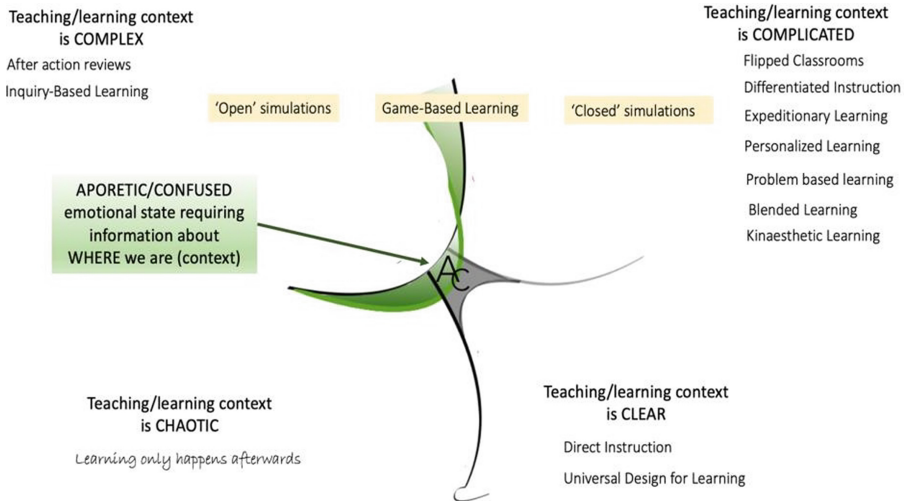 Teaching/learning context
is COMPLEX
After action reviews
Inquiry-Based Learning
Teaching/learning context
is COMPLICATED
Flipped Classrooms
Differentiated Instruction
Expeditionary Learning
Personalized Learning
Problem based learning
Blended Learning
Kinaesthetic Learning
'Open' simulations
Game-Based Learning
'Closed' simulations
APORETIC/CONFUSED
emotional state requiring
information about
WHERE we are (context)
AC
Teaching/learning context
is CHAOTIC
Learning only happens afterwards
Teaching/learning context
is CLEAR
Direct Instruction
Universal Design for Learning